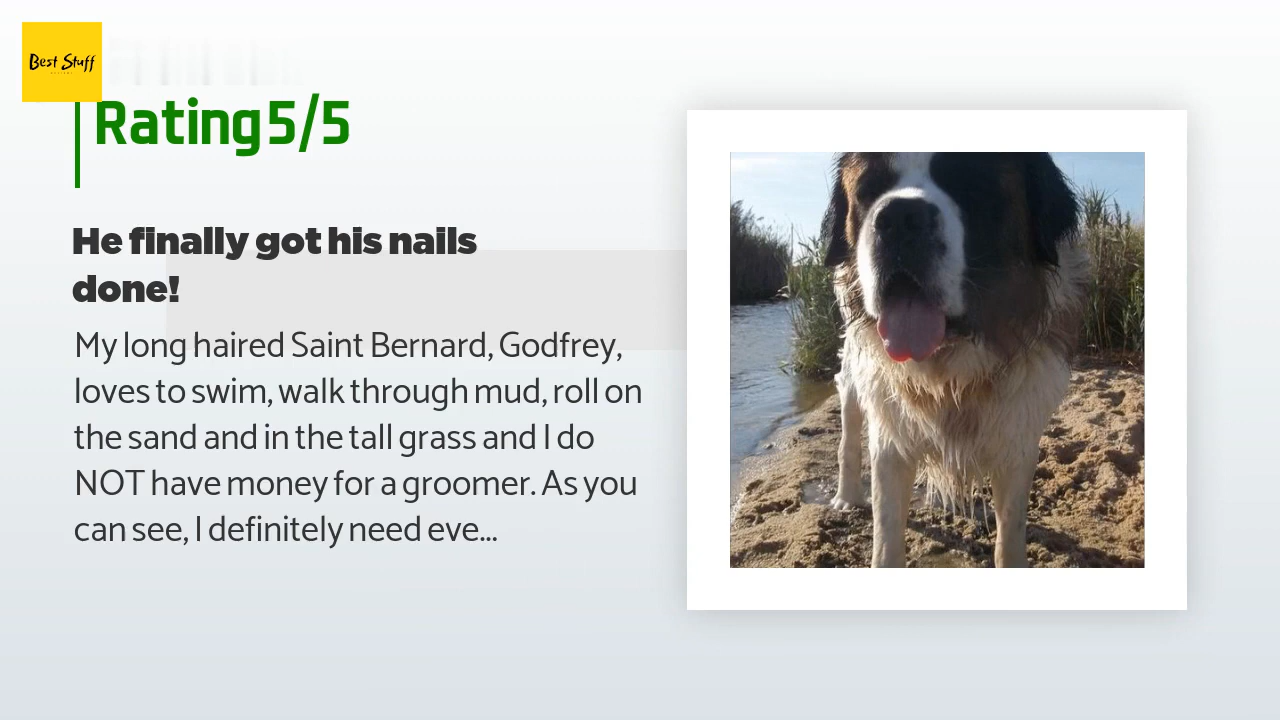 Best Stuff
Rating 5/5
He finally got his nails
done!
My long haired Saint Bernard, Godfrey,
loves to swim, walk through mud, roll on
the sand and in the tall grass and I do
NOT have money for a groomer. As you
can see, I definitely need eve...